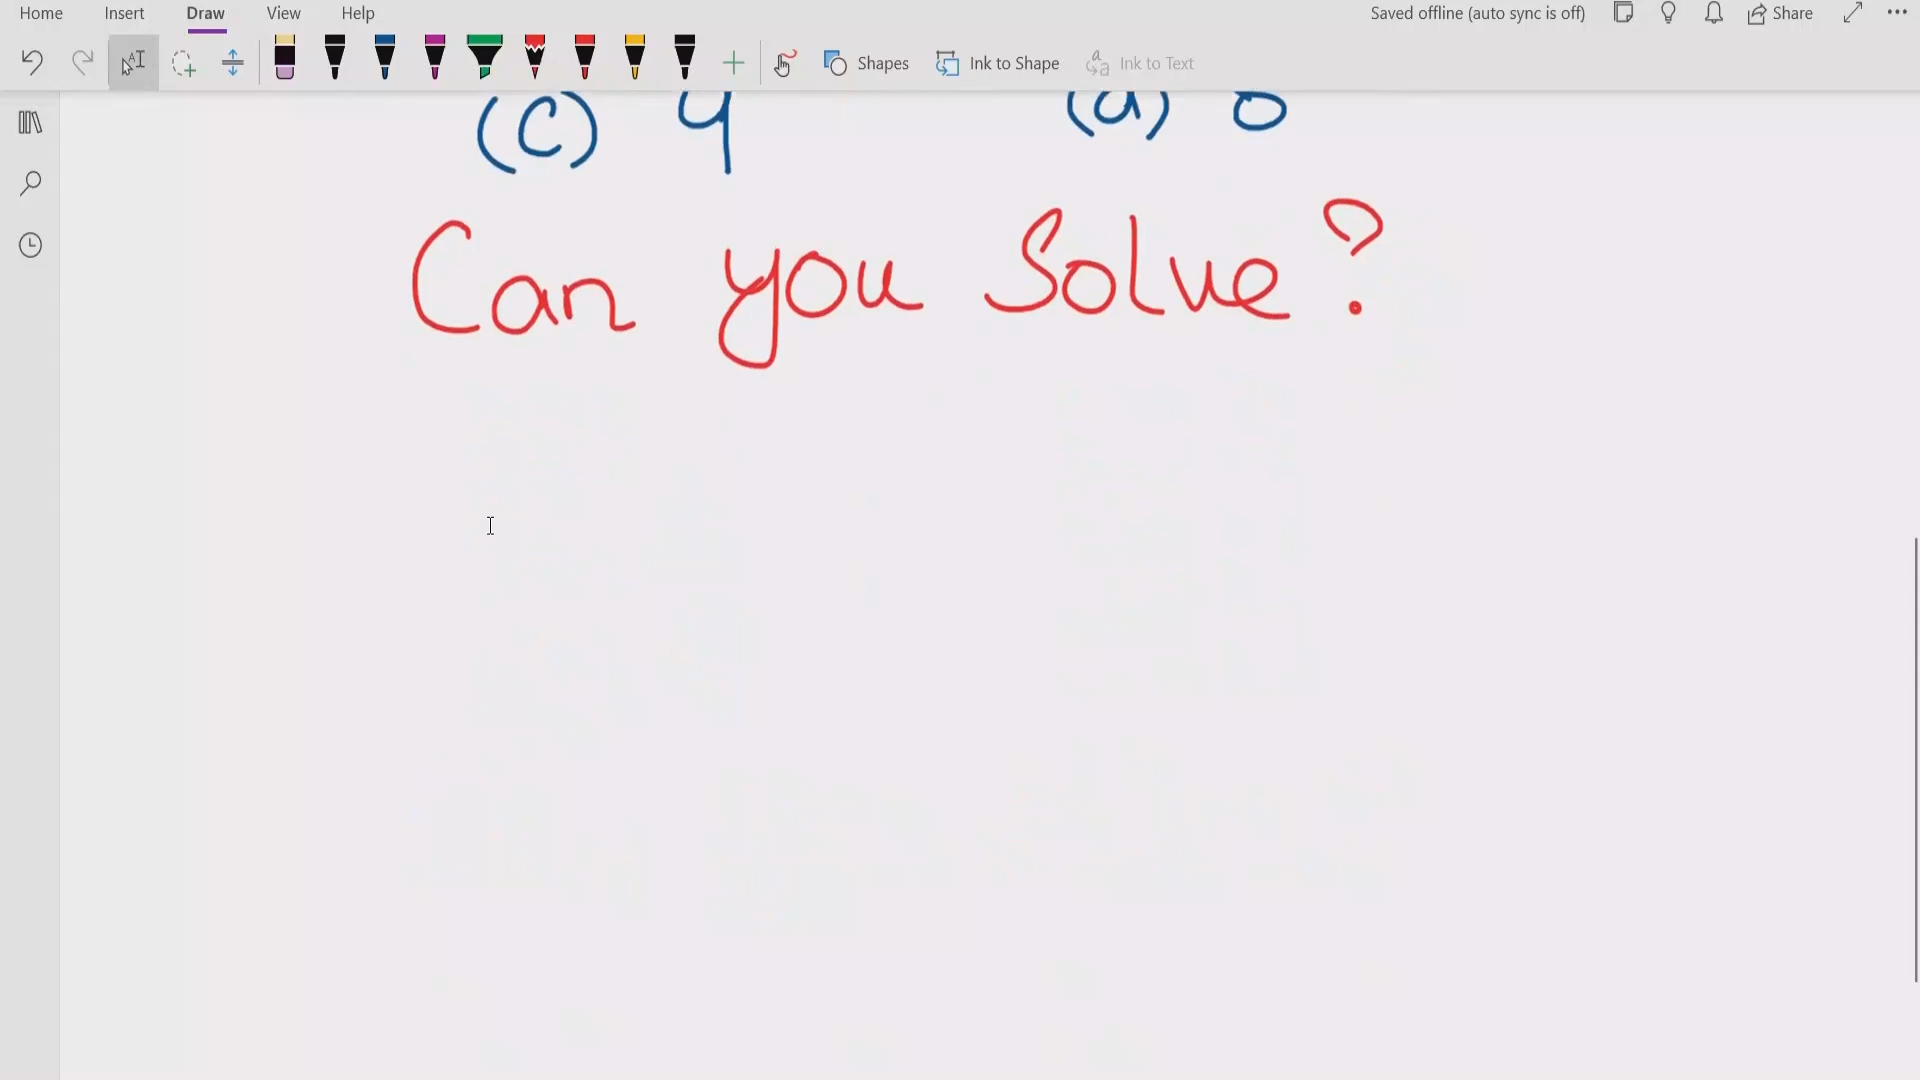 Home Insert Draw View Help Saved offline (auto sync is off) Share
Shapes Ink to Shape Ink to Text
(c) 4 (d)
Can you Solve?